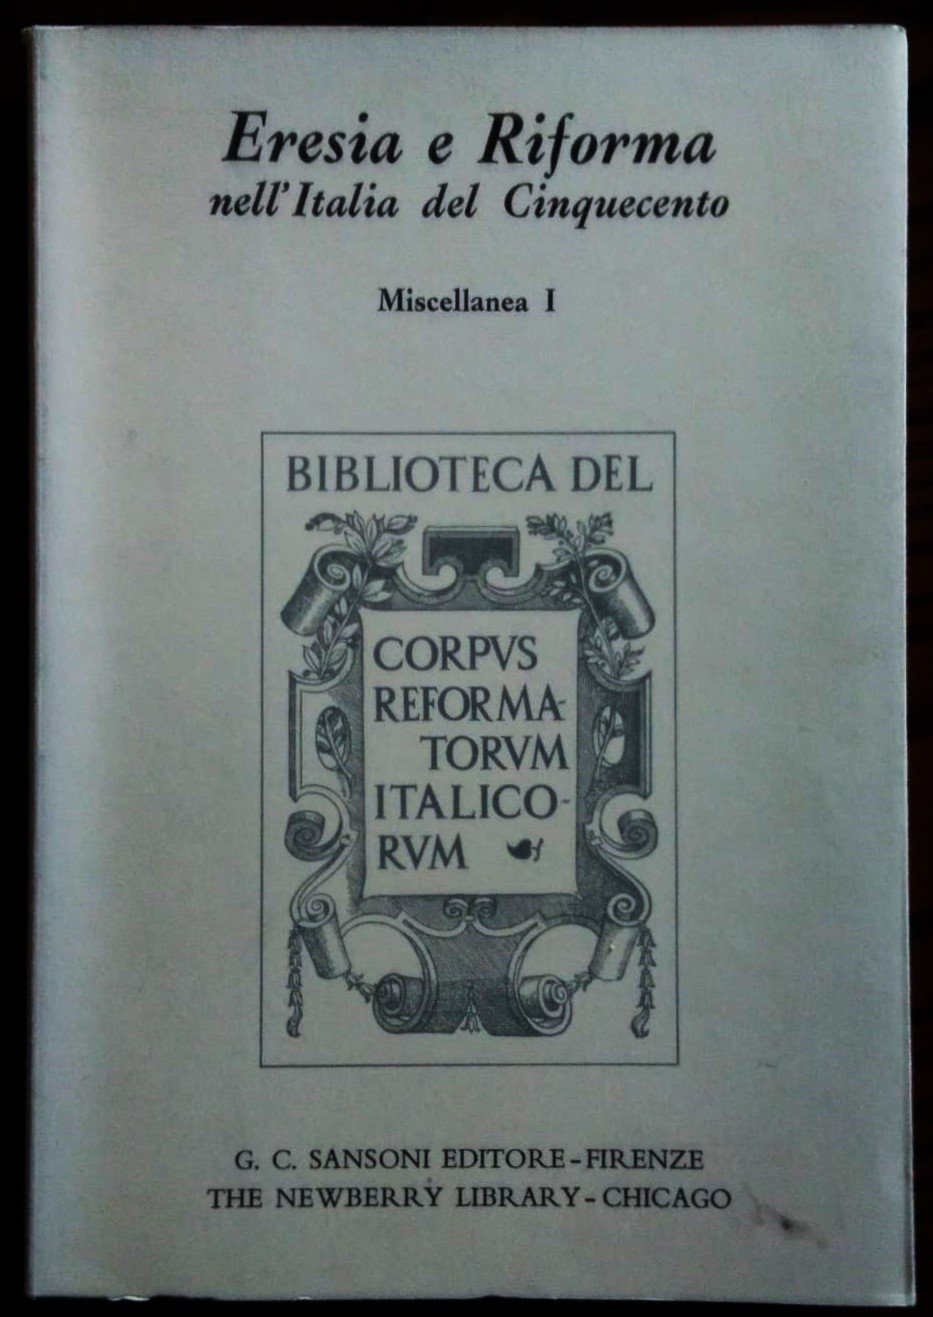 Eresia e Riforma
nell'Italia del Cinquecento
Miscellanea I
BIBLIOTECA DEL
CORPVS
REFORMA-
TORVM
ITALICO-
RVM
G. C. SANSONI EDITORE-FIRENZE
THE NEWBERRY LIBRARY-CHICAGO